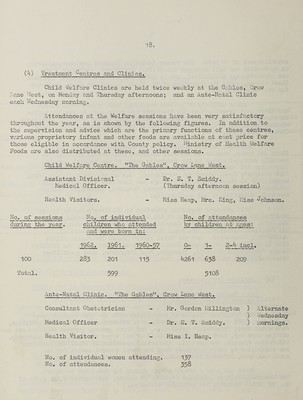 18.
(4) Treatment Centres and Clinics.
Child Welfare Clinics are held twice weekly at the Gables, Crow
Lane West, on Monday and Thursday afternoons; and an Ante-Natal Clinic
each Wednesday morning.
Attendances at the Welfare sessions have been very satisfactory
throughout the year, as is shown by the following figures. In addition to
the supervision and advice which are the primary functions of these centres,
various proprietary infant and other foods are available at cost price for
those eligible in accordance with County policy. Ministry of Health Welfare
Foods are also distributed at these, and other sessions.
Child Welfare Centre. "The Gables", Crow Lane West.
Assistant Divisional - Dr. S. T. Smiddy.
Medical Officer. (Thursday afternoon session)
Health Visitors. - Miss Heap, Mrs. King, Miss Johnson.
No. of sessions No. of individual No. of attendances
during the year. children who attended by children of ages:
and were born in:
1962. 1961. 1960-57 0- 1- 2-4 incl.
100 283 201 115 4261 638 209
Total. 599 5108
Ante-Natal Clinic. "The Gables", Crow Lane West.
Consultant Obstetrician - Mr. Gordon Millington ) Alternate
) Wednesday
Medical Officer - Dr. S. T. Smiddy. ) mornings.
Health Visitor. - Miss I. Heap.
No. of individual women attending. 137
No. of attendances. 358